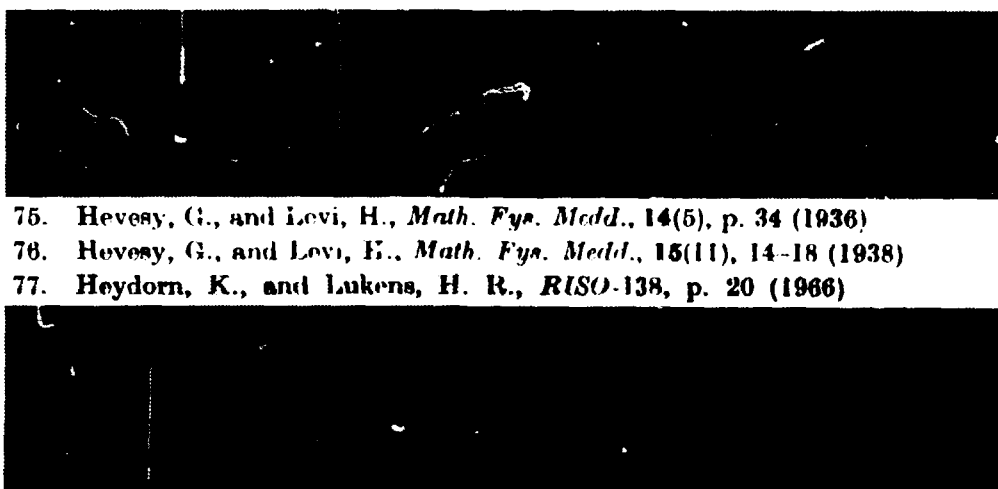 75. Hevesy, G., and Levi, H., Math. Fys. Medd., 14(5), p. 34 (1936)
76. Hevesy, G., and Levi, H., Math. Fys. Medd., 15(11), 14-18 (1938)
77. Heydorn, K., and Lukens, H. R., RISO-138, p. 20 (1966)